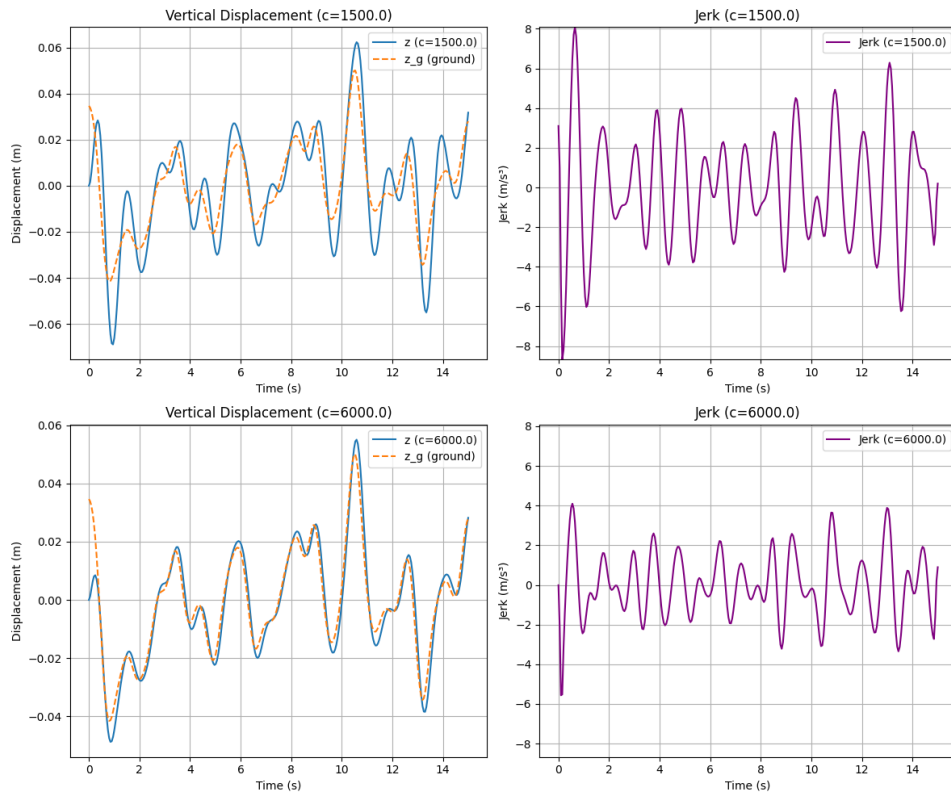 Vertical Displacement (c=1500.0)
z (c=1500.0)
z_g (ground)
0.06
0.04
0.02
0.00
−0.02
−0.04
−0.06
Displacement (m)
0 2 4 6 8 10 12 14
Time (s)
Jerk (c=1500.0)
Jerk (c=1500.0)
8
6
4
2
0
−2
−4
−6
−8
Jerk (m/s³)
0 2 4 6 8 10 12 14
Time (s)
Vertical Displacement (c=6000.0)
z (c=6000.0)
z_g (ground)
0.06
0.04
0.02
0.00
−0.02
−0.04
Displacement (m)
0 2 4 6 8 10 12 14
Time (s)
Jerk (c=6000.0)
Jerk (c=6000.0)
8
6
4
2
0
−2
−4
−6
−8
Jerk (m/s³)
0 2 4 6 8 10 12 14
Time (s)